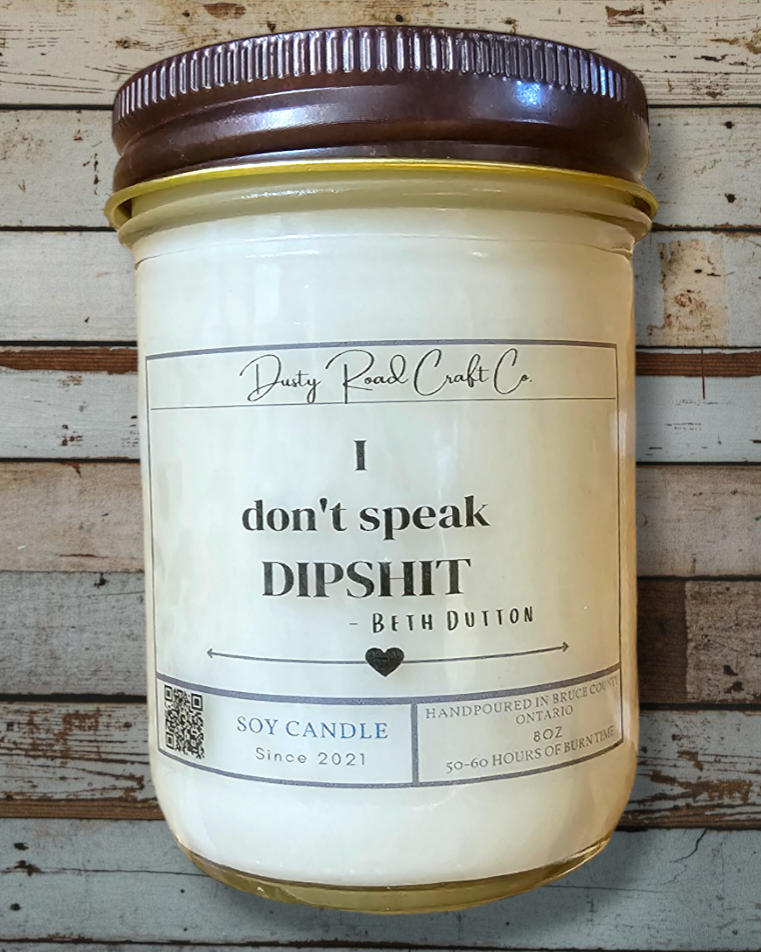 Dusty Road Craft Co.
I
don't speak
DIPSHIT
- BETH DUTTON
SOY CANDLE
Since 2021
HANDPOURED IN BRUCE COUNTY
ONTARIO
8OZ
50-60 HOURS OF BURN TIME